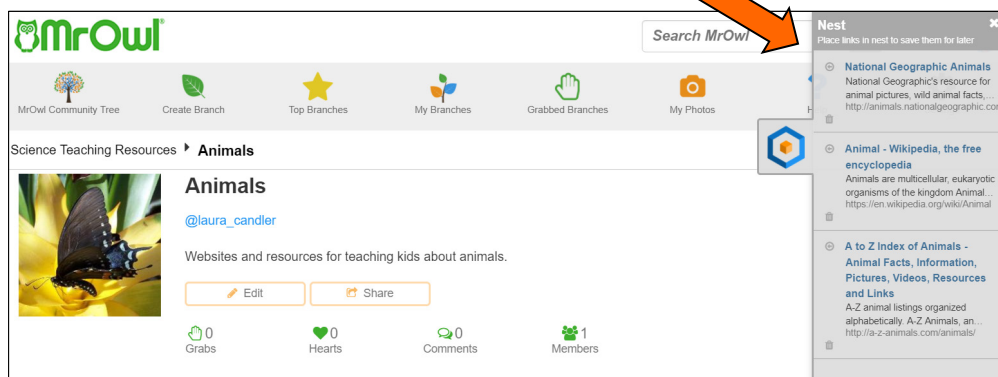 MrOwl
Search MrOwl
MrOwl Community Tree
Create Branch
Top Branches
My Branches
Grabbed Branches
My Photos
Science Teaching Resources ▸ Animals
Animals
@laura_candler
Websites and resources for teaching kids about animals.
Edit
Share
0
Grabs
0
Hearts
0
Comments
1
Members
Nest
Place links in nest to save them for later
National Geographic Animals
National Geographic's resource for
animal pictures, wild animal facts,...
http://animals.nationalgeographic.com
Animal - Wikipedia, the free
encyclopedia
Animals are multicellular, eukaryotic
organisms of the kingdom Animal...
https://en.wikipedia.org/wiki/Animal
A to Z Index of Animals -
Animal Facts, Information,
Pictures, Videos, Resources
and Links
A-Z animal listings organized
alphabetically. A-Z Animals, an...
http://a-z-animals.com/animals/